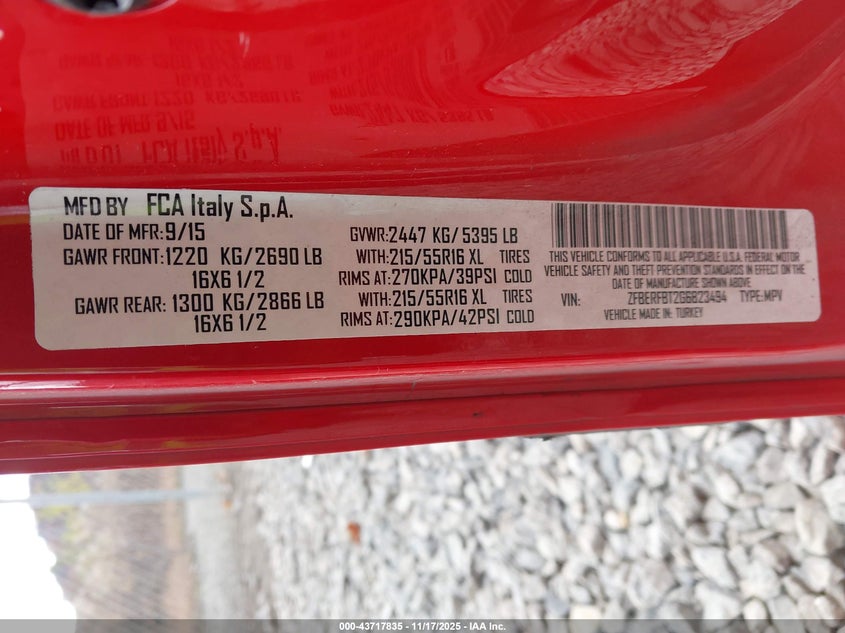 MFD BY FCA Italy S.p.A.
DATE OF MFR:9/15
GVWR:2447 KG/5395 LB
GAWR FRONT:1220 KG/2690 LB
WITH:215/55R16 XL TIRES
16X6 1/2
RIMS AT:270KPA/39PSI COLD
GAWR REAR:1300 KG/2866 LB
WITH:215/55R16 XL TIRES
16X6 1/2
RIMS AT:290KPA/42PSI COLD
THIS VEHICLE CONFORMS TO ALL APPLICABLE U.S.A. FEDERAL MOTOR
VEHICLE SAFETY AND THEFT PREVENTION STANDARDS IN EFFECT ON THE
DATE OF MANUFACTURE SHOWN ABOVE
VIN: ZFBERFBT2G6823494 TYPE:MPV
VEHICLE MADE IN: TURKEY
000-43717835 - 11/17/2025 - IAA Inc.